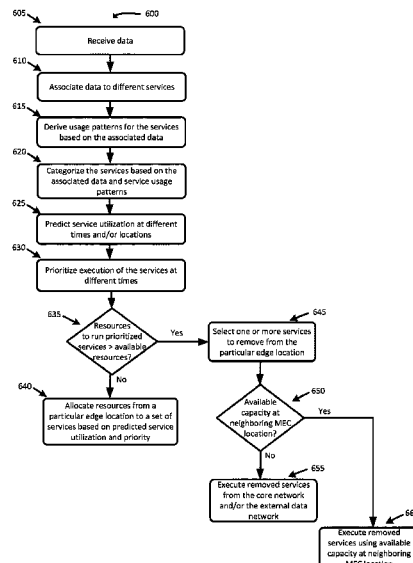 605
600
Receive data
610
Associate data to different services
615
Derive usage patterns for the services
based on the associated data
620
Categorize the services based on the
associated data and service usage
patterns
625
Predict service utilization at different
times and/or locations
630
Prioritize execution of the services at
different times
635
Resources
to run prioritized
services > available
resources?
Yes
No
645
Select one or more services
to remove from the
particular edge location
640
Allocate resources from a
particular edge location to a set of
services based on predicted service
utilization and priority
650
Available
capacity at
neighboring MEC
location?
Yes
No
655
Execute removed services
from the core network
and/or the external data
network
Execute removed
services using available
capacity at neighboring
MEC location